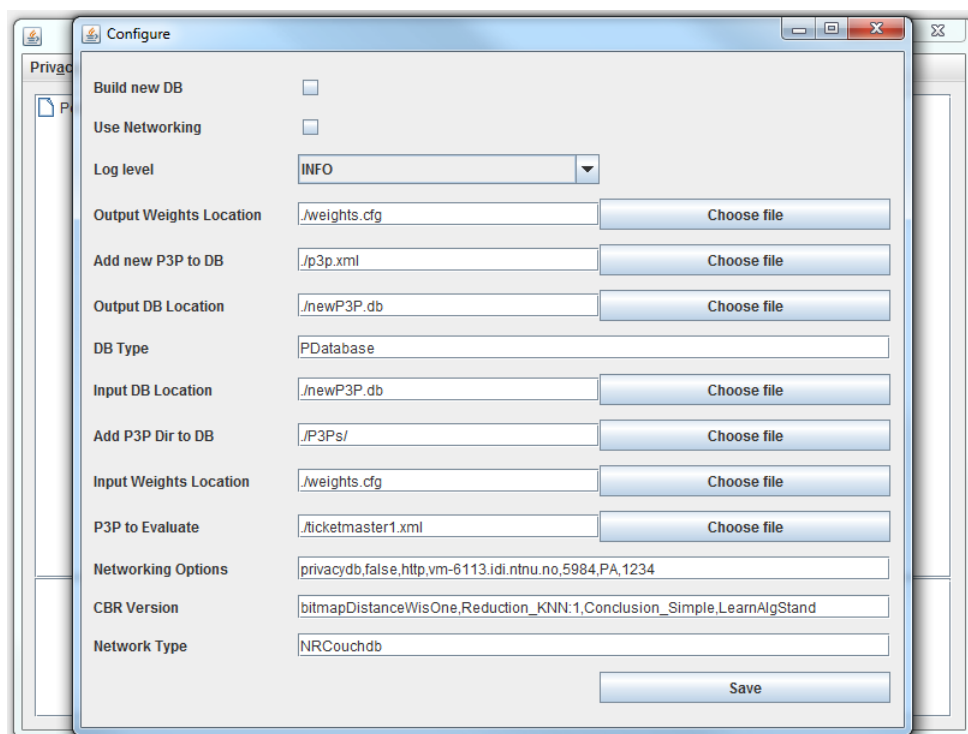 Configure
Privac
Pe
Build new DB
Use Networking
Log level INFO
Output Weights Location ./weights.cfg Choose file
Add new P3P to DB ./p3p.xml Choose file
Output DB Location ./newP3P.db Choose file
DB Type PDatabase
Input DB Location ./newP3P.db Choose file
Add P3P Dir to DB ./P3Ps/ Choose file
Input Weights Location ./weights.cfg Choose file
P3P to Evaluate ./ticketmaster1.xml Choose file
Networking Options privacydb,false,http,vm-6113.idi.ntnu.no,5984,PA,1234
CBR Version bitmapDistanceWisOne,Reduction_KNN:1,Conclusion_Simple,LearnAlgStand
Network Type NRCouchdb
Save